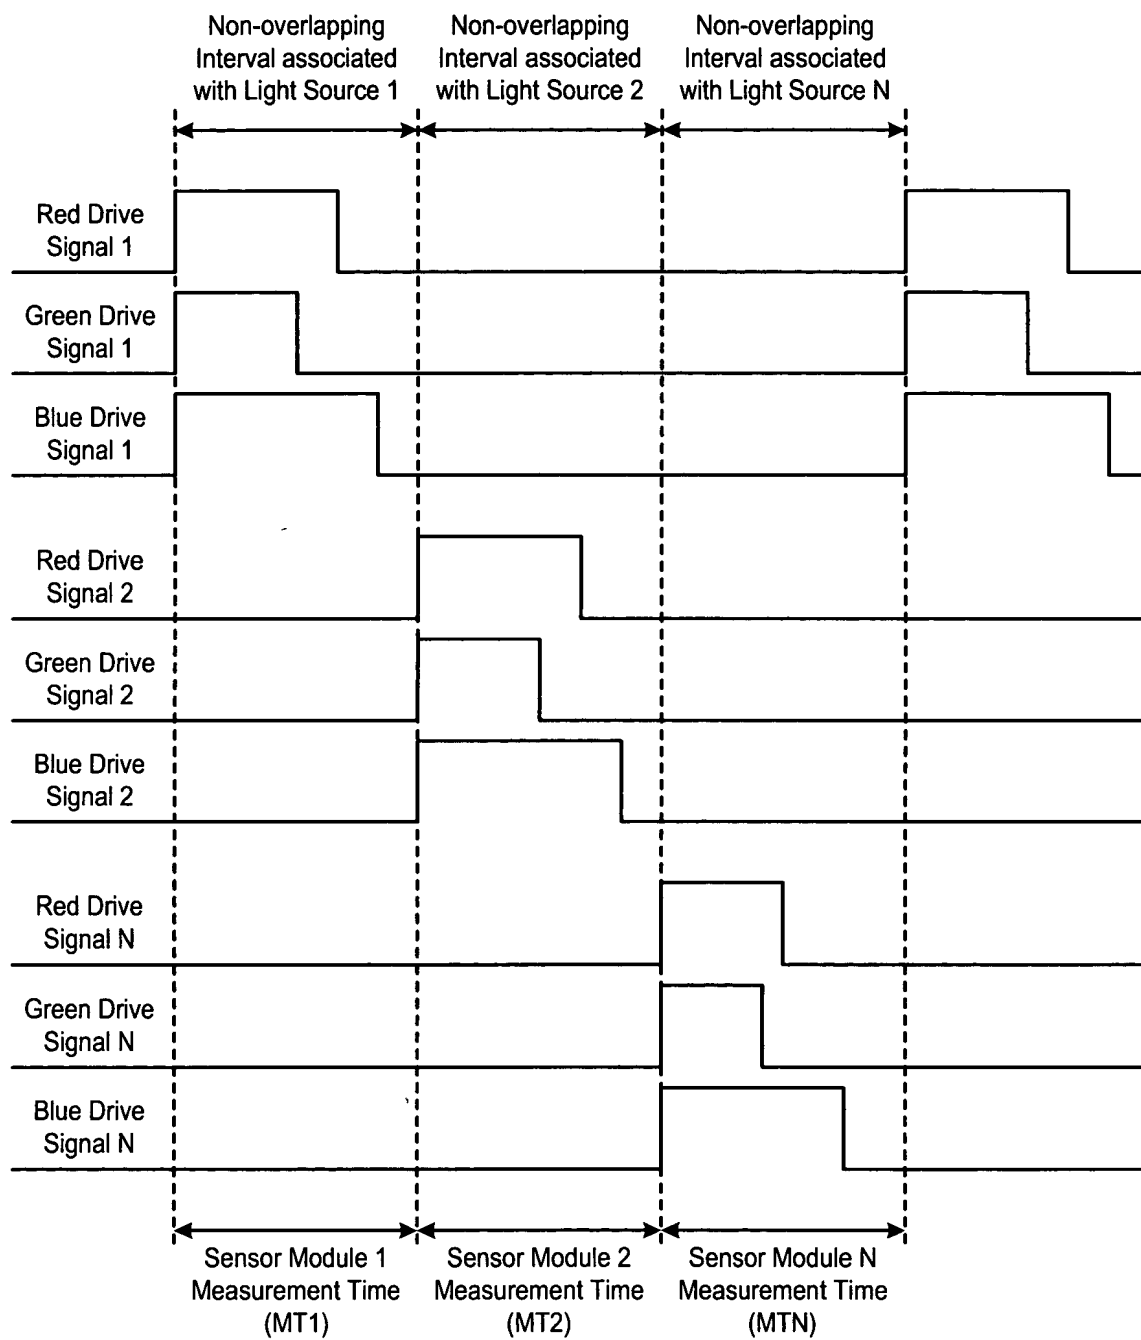 Non-overlapping
Interval associated
with Light Source 1
Non-overlapping
Interval associated
with Light Source 2
Non-overlapping
Interval associated
with Light Source N
Red Drive
Signal 1
Green Drive
Signal 1
Blue Drive
Signal 1
Red Drive
Signal 2
Green Drive
Signal 2
Blue Drive
Signal 2
Red Drive
Signal N
Green Drive
Signal N
Blue Drive
Signal N
Sensor Module 1
Measurement Time
(MT1)
Sensor Module 2
Measurement Time
(MT2)
Sensor Module N
Measurement Time
(MTN)